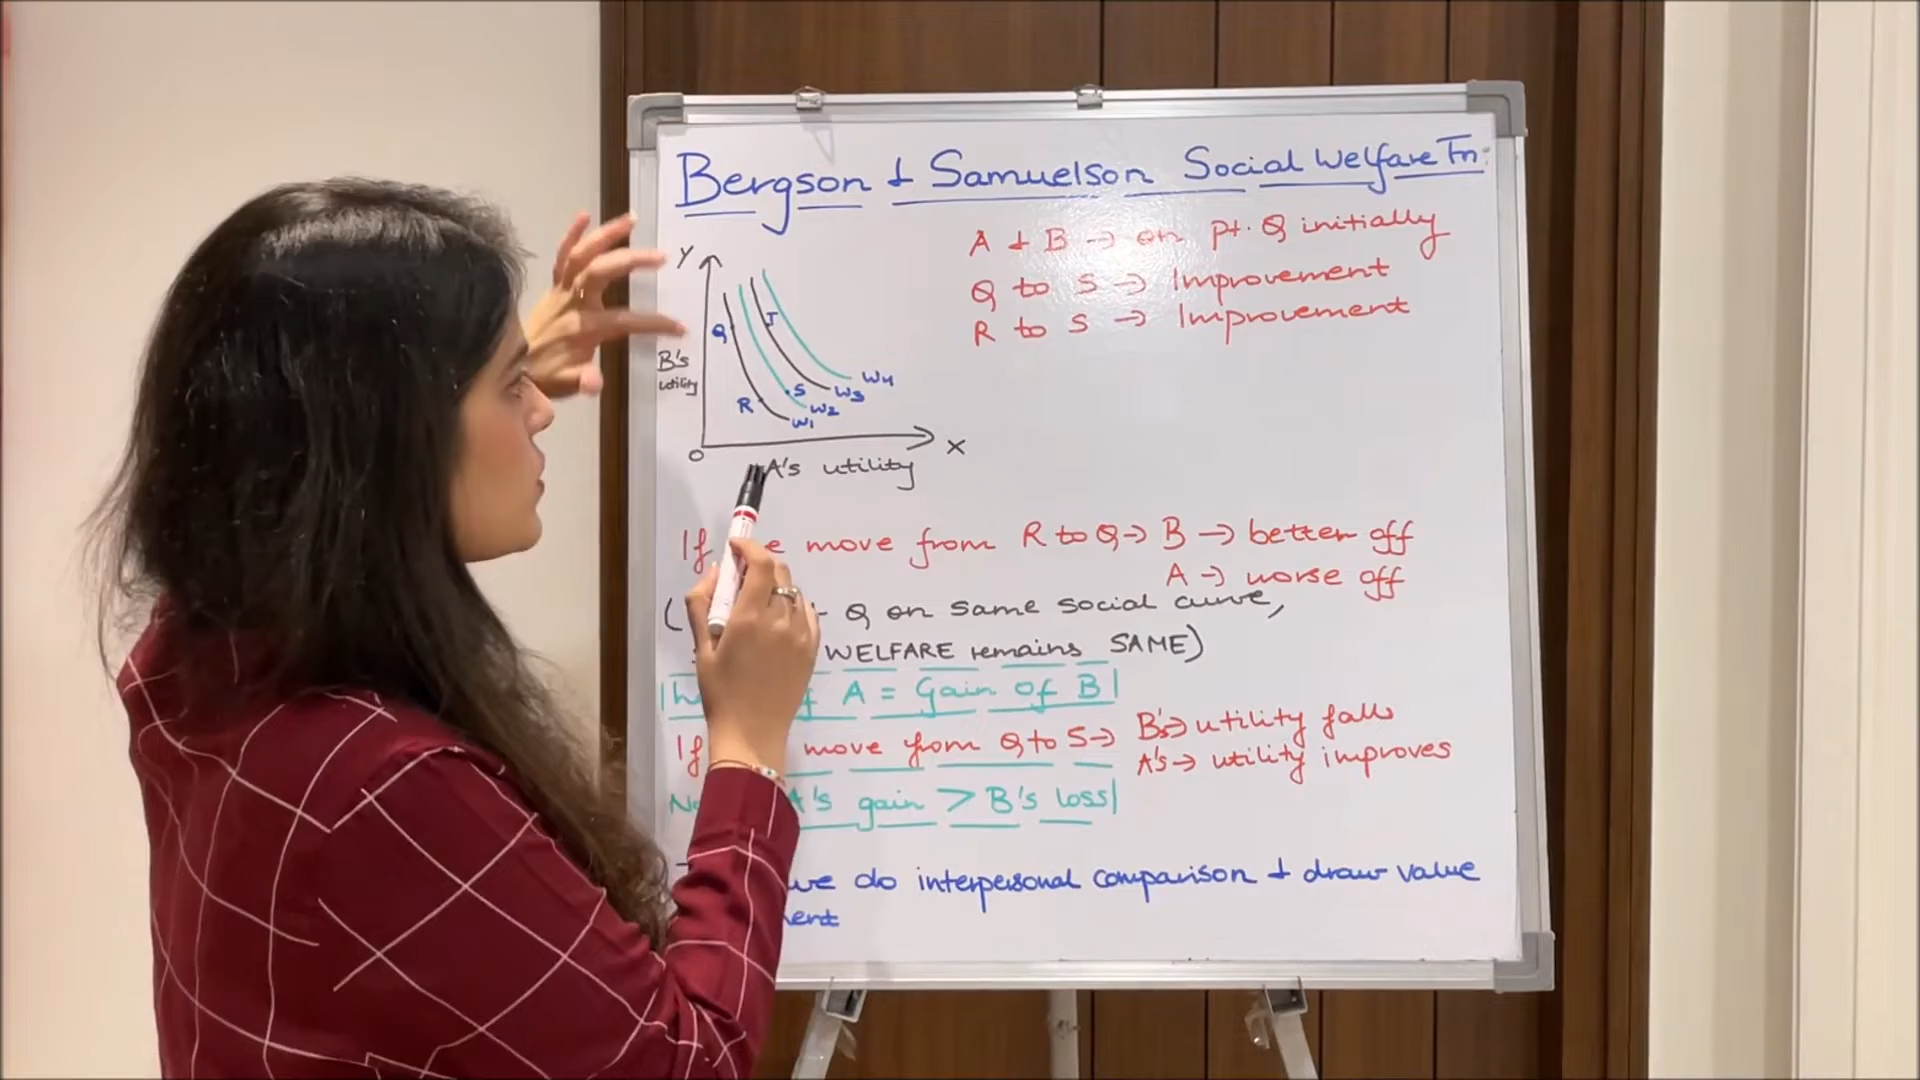 Bergson + Samuelson Social Welfare Fn:
A + B → on pt. Q initially
Q to S → Improvement
R to S → Improvement
Y
B's
utility
Q
J
R
S
W1
W2
W3
W4
O
X
A's utility
If move from R to Q → B → better off
A → worse off
( Q on same social curve,
WELFARE remains SAME)
A = Gain of B
If move from Q to S → B's → utility falls
A's → utility improves
A's gain > B's loss
we do interpersonal comparison + draw value